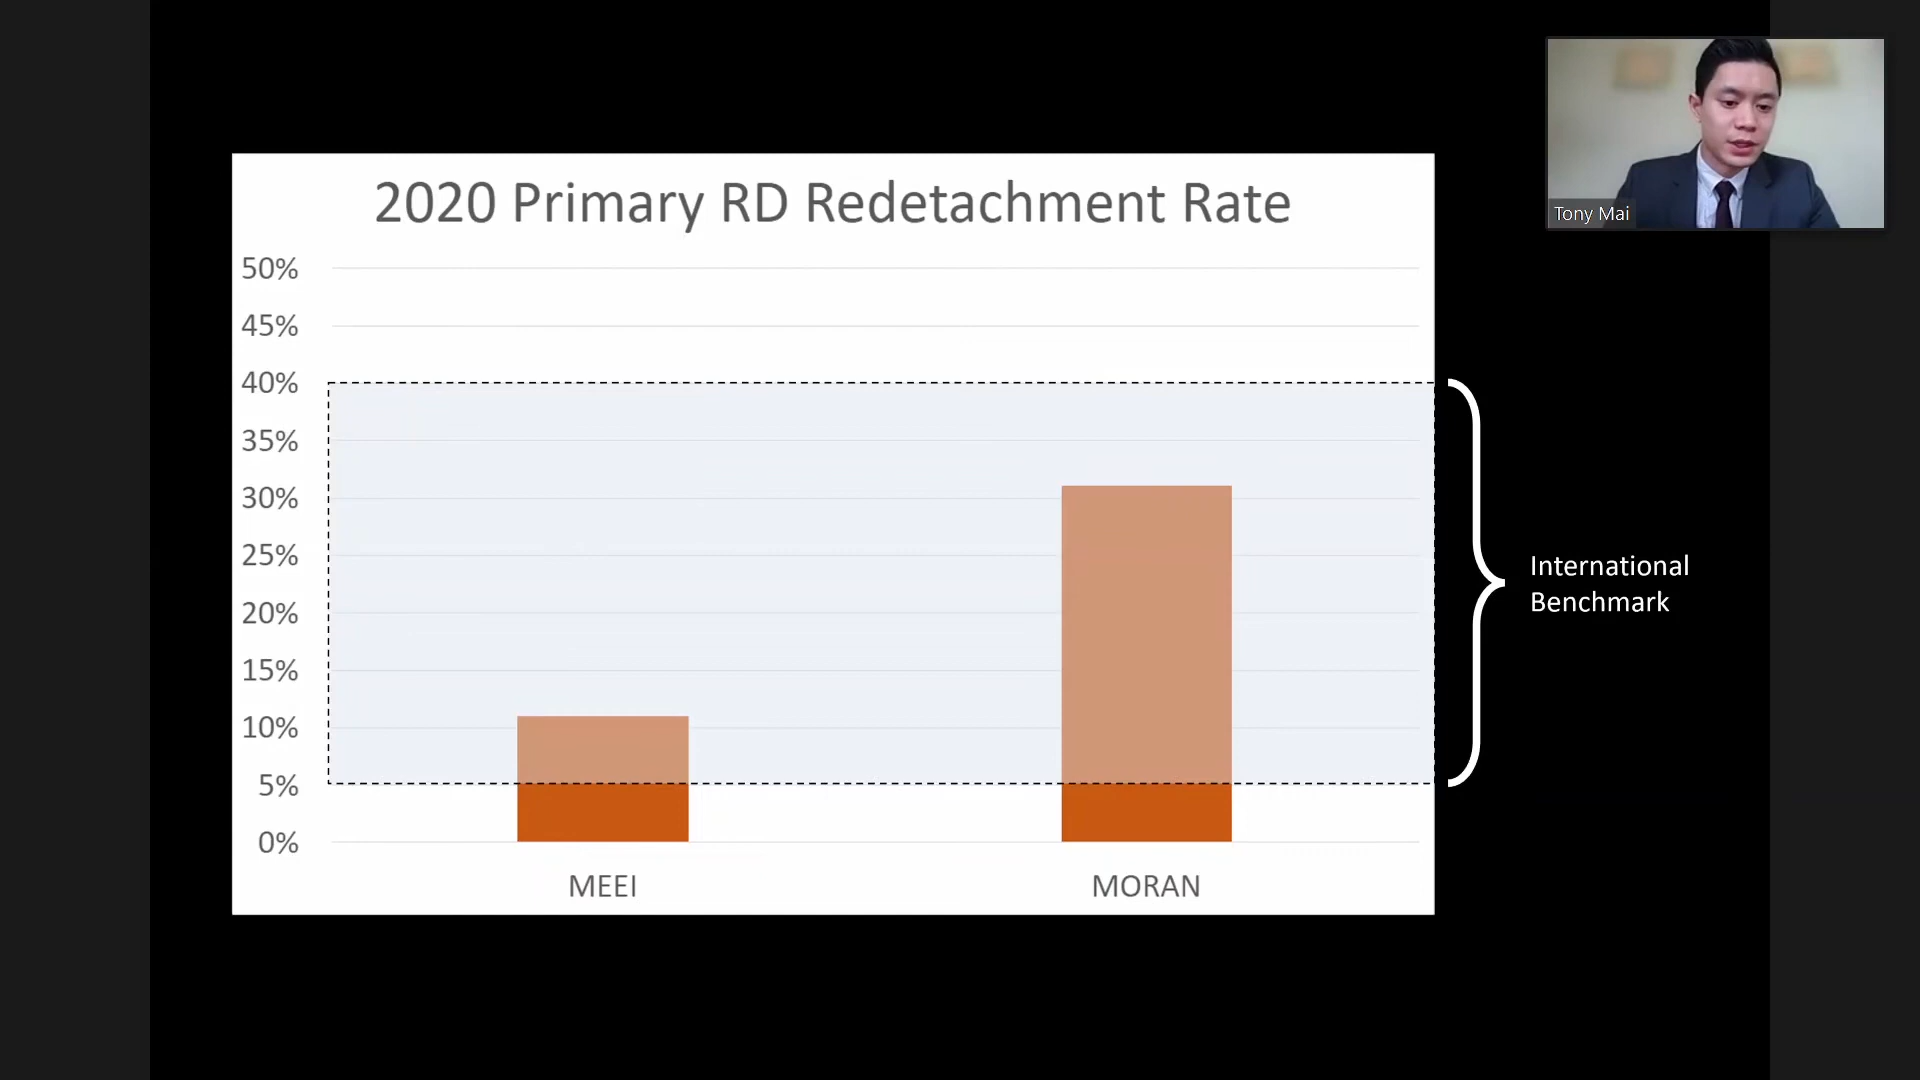 Tony Mai
2020 Primary RD Redetachment Rate
50%
45%
40%
35%
30%
25%
20%
15%
10%
5%
0%
MEEI
MORAN
International
Benchmark